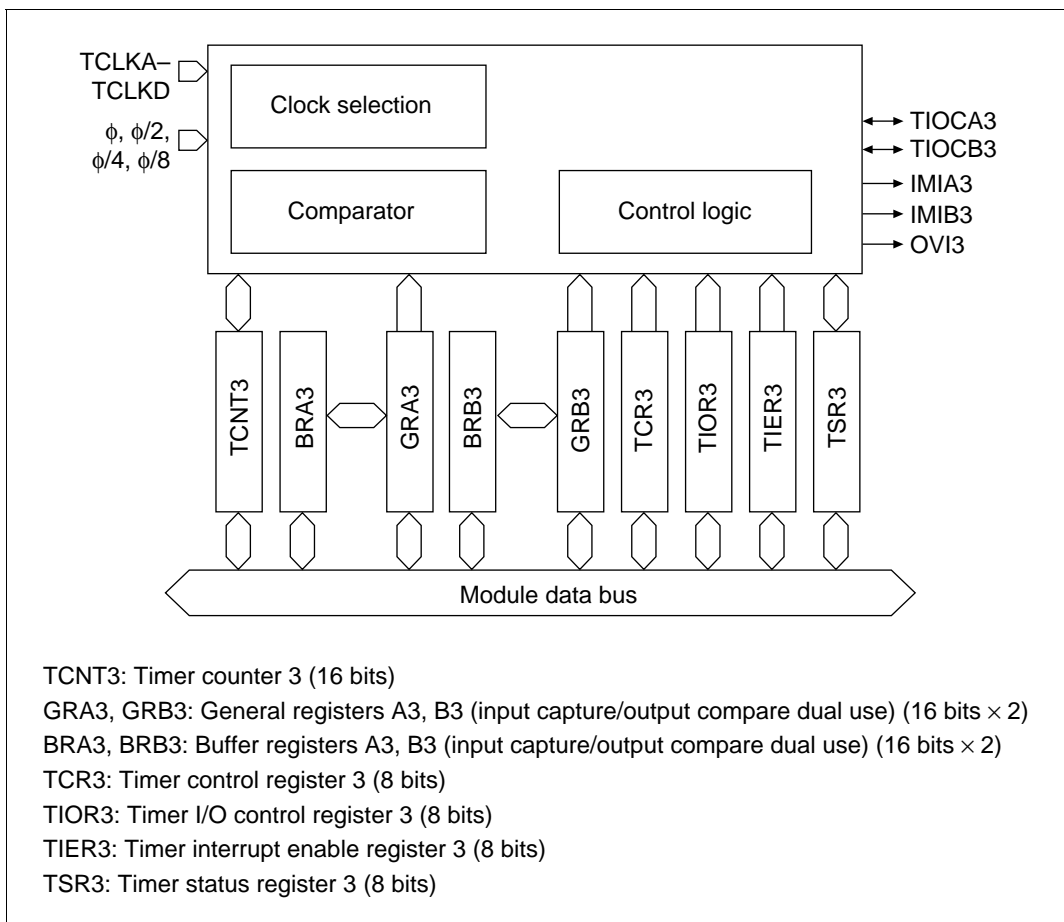 TCLKA–
TCLKD
ϕ, ϕ/2,
ϕ/4, ϕ/8
Clock selection
Comparator
Control logic
TIOCA3
TIOCB3
IMIA3
IMIB3
OVI3
TCNT3
BRA3
GRA3
BRB3
GRB3
TCR3
TIOR3
TIER3
TSR3
Module data bus
TCNT3: Timer counter 3 (16 bits)
GRA3, GRB3: General registers A3, B3 (input capture/output compare dual use) (16 bits × 2)
BRA3, BRB3: Buffer registers A3, B3 (input capture/output compare dual use) (16 bits × 2)
TCR3: Timer control register 3 (8 bits)
TIOR3: Timer I/O control register 3 (8 bits)
TIER3: Timer interrupt enable register 3 (8 bits)
TSR3: Timer status register 3 (8 bits)